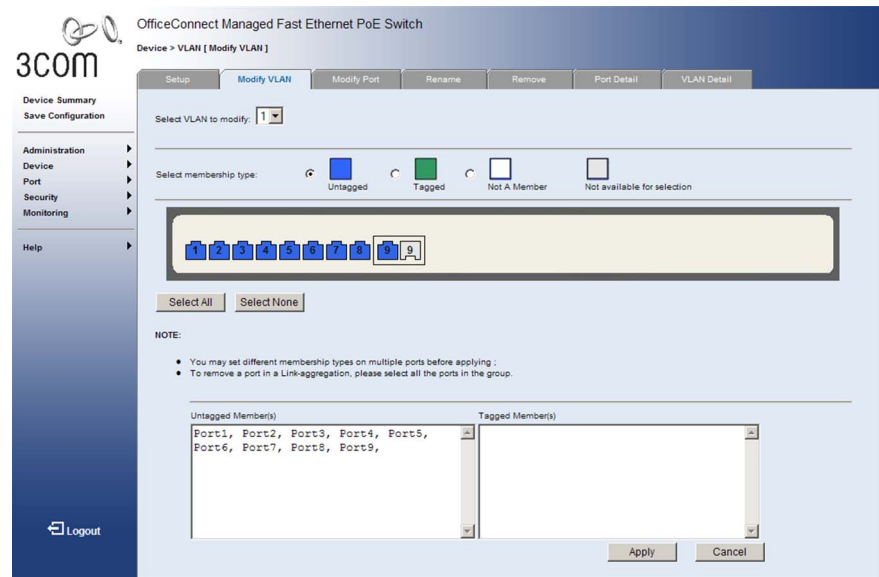 3COM
OfficeConnect Managed Fast Ethernet PoE Switch
Device > VLAN [ Modify VLAN ]
Setup
Modify VLAN
Modify Port
Rename
Remove
Port Detail
VLAN Detail
Device Summary
Save Configuration
Administration
Device
Port
Security
Monitoring
Help
Logout
Select VLAN to modify: 1
Select membership type:
Untagged
Tagged
Not A Member
Not available for selection
1 2 3 4 5 6 7 8 9 9
Select All
Select None
NOTE:
You may set different membership types on multiple ports before applying ;
To remove a port in a Link-aggregation, please select all the ports in the group.
Untagged Member(s)
Port1, Port2, Port3, Port4, Port5,
Port6, Port7, Port8, Port9,
Tagged Member(s)
Apply
Cancel